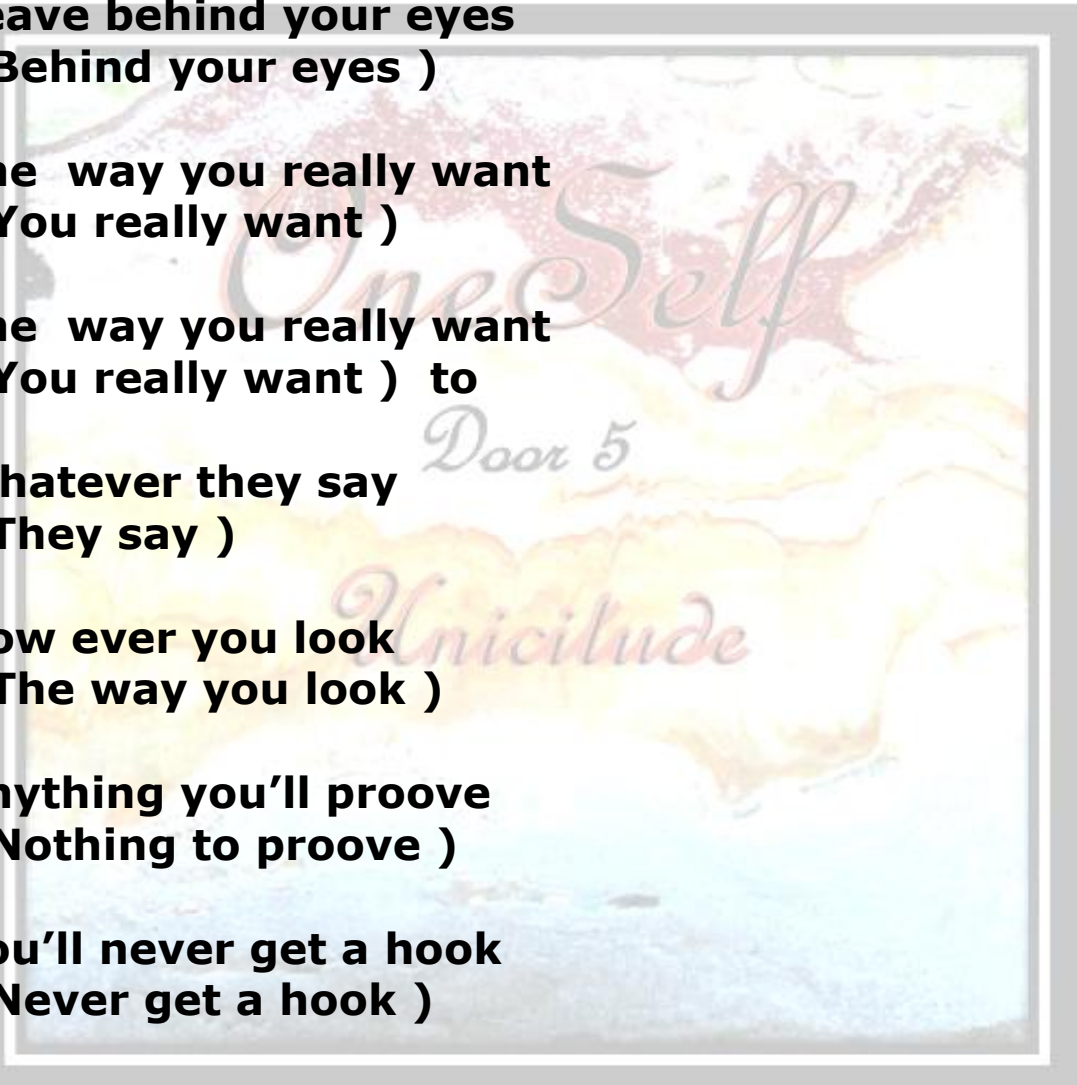 eave behind your eyes
Behind your eyes )
he  way you really want
You really want )
he  way you really want
You really want )  to
hatever they say
They say )
ow ever you look
The way you look )
nything you’ll proove
Nothing to proove )
ou’ll never get a hook
Never get a hook )
OneSelf
Door 5
Unicitude